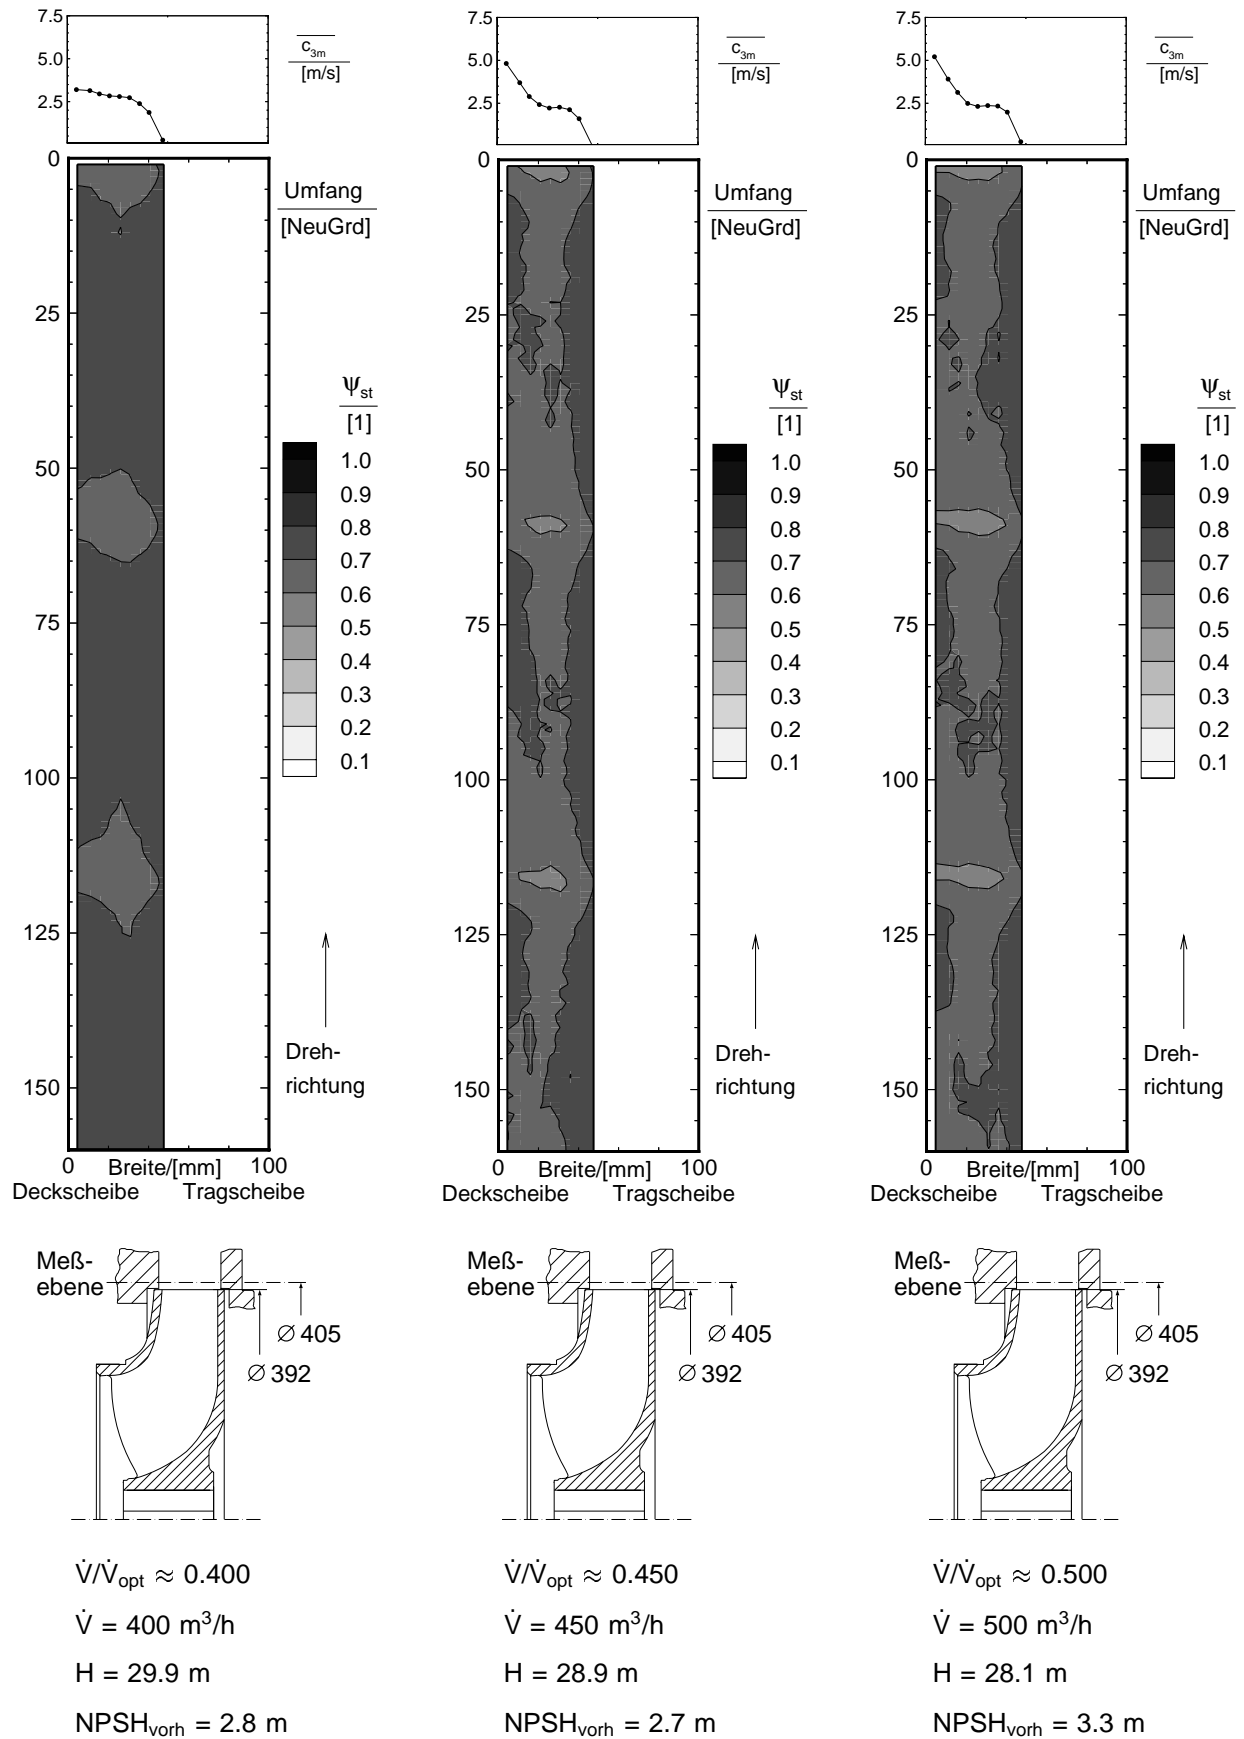 7.5
5.0
2.5
c3m
[m/s]
0
25
50
75
100
125
150
Umfang
[NeuGrd]
Ψst
[1]
1.0
0.9
0.8
0.7
0.6
0.5
0.4
0.3
0.2
0.1
Dreh-
richtung
0 Breite/[mm] 100
Deckscheibe Tragscheibe
Meß-
ebene
∅ 405
∅ 392
V̇/V̇opt ≈ 0.400
V̇ = 400 m³/h
H = 29.9 m
NPSHvorh = 2.8 m
7.5
5.0
2.5
c3m
[m/s]
0
25
50
75
100
125
150
Umfang
[NeuGrd]
Ψst
[1]
1.0
0.9
0.8
0.7
0.6
0.5
0.4
0.3
0.2
0.1
Dreh-
richtung
0 Breite/[mm] 100
Deckscheibe Tragscheibe
Meß-
ebene
∅ 405
∅ 392
V̇/V̇opt ≈ 0.450
V̇ = 450 m³/h
H = 28.9 m
NPSHvorh = 2.7 m
7.5
5.0
2.5
c3m
[m/s]
0
25
50
75
100
125
150
Umfang
[NeuGrd]
Ψst
[1]
1.0
0.9
0.8
0.7
0.6
0.5
0.4
0.3
0.2
0.1
Dreh-
richtung
0 Breite/[mm] 100
Deckscheibe Tragscheibe
Meß-
ebene
∅ 405
∅ 392
V̇/V̇opt ≈ 0.500
V̇ = 500 m³/h
H = 28.1 m
NPSHvorh = 3.3 m